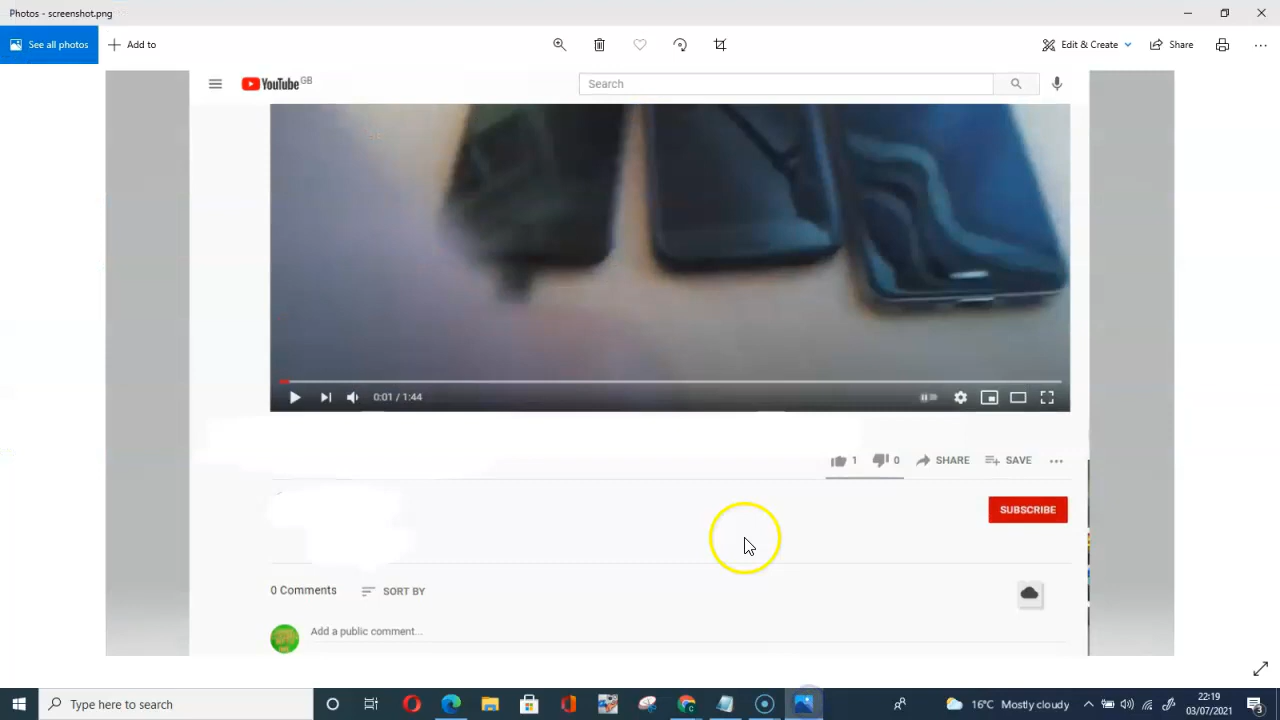 Photos - screenshot.png
See all photos
Add to
Edit & Create
Share
YouTube GB
Search
0:01 / 1:44
1
0
SHARE
SAVE
SUBSCRIBE
0 Comments
SORT BY
Add a public comment...
Type here to search
16°C Mostly cloudy
22:19
03/07/2021
3